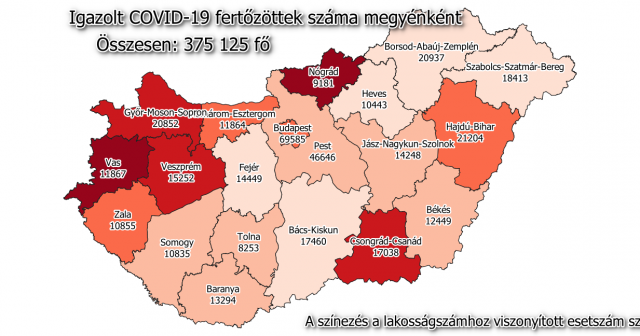 Igazolt COVID-19 fertőzöttek száma megyénként
Összesen: 375 125 fő
Borsod-Abaúj-Zemplén
20937
Szabolcs-Szatmár-Bereg
18413
Nógrád
9181
Heves
10443
Győr-Moson-Sopron
20852
árom-Esztergom
11864
Budapest
69585
Hajdú-Bihar
21204
Pest
46646
Jász-Nagykun-Szolnok
14248
Vas
11867
Veszprém
15252
Fejér
14449
Zala
10855
Békés
12449
Bács-Kiskun
17460
Tolna
8253
Somogy
10835
Csongrád-Csanád
17038
Baranya
13294
A színezés a lakosságszámhoz viszonyított esetszám sz